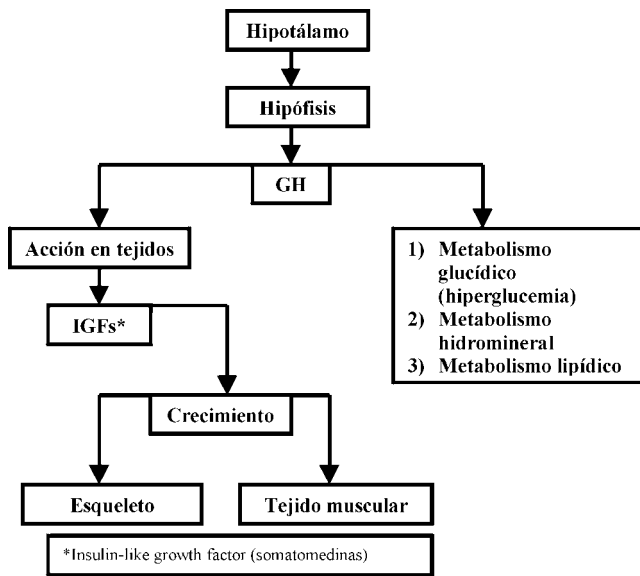 Hipotálamo
Hipófisis
GH
Acción en tejidos
IGFs*
1) Metabolismo
glucídico
(hiperglucemia)
2) Metabolismo
hidromineral
3) Metabolismo lipídico
Crecimiento
Esqueleto
Tejido muscular
*Insulin-like growth factor (somatomedinas)